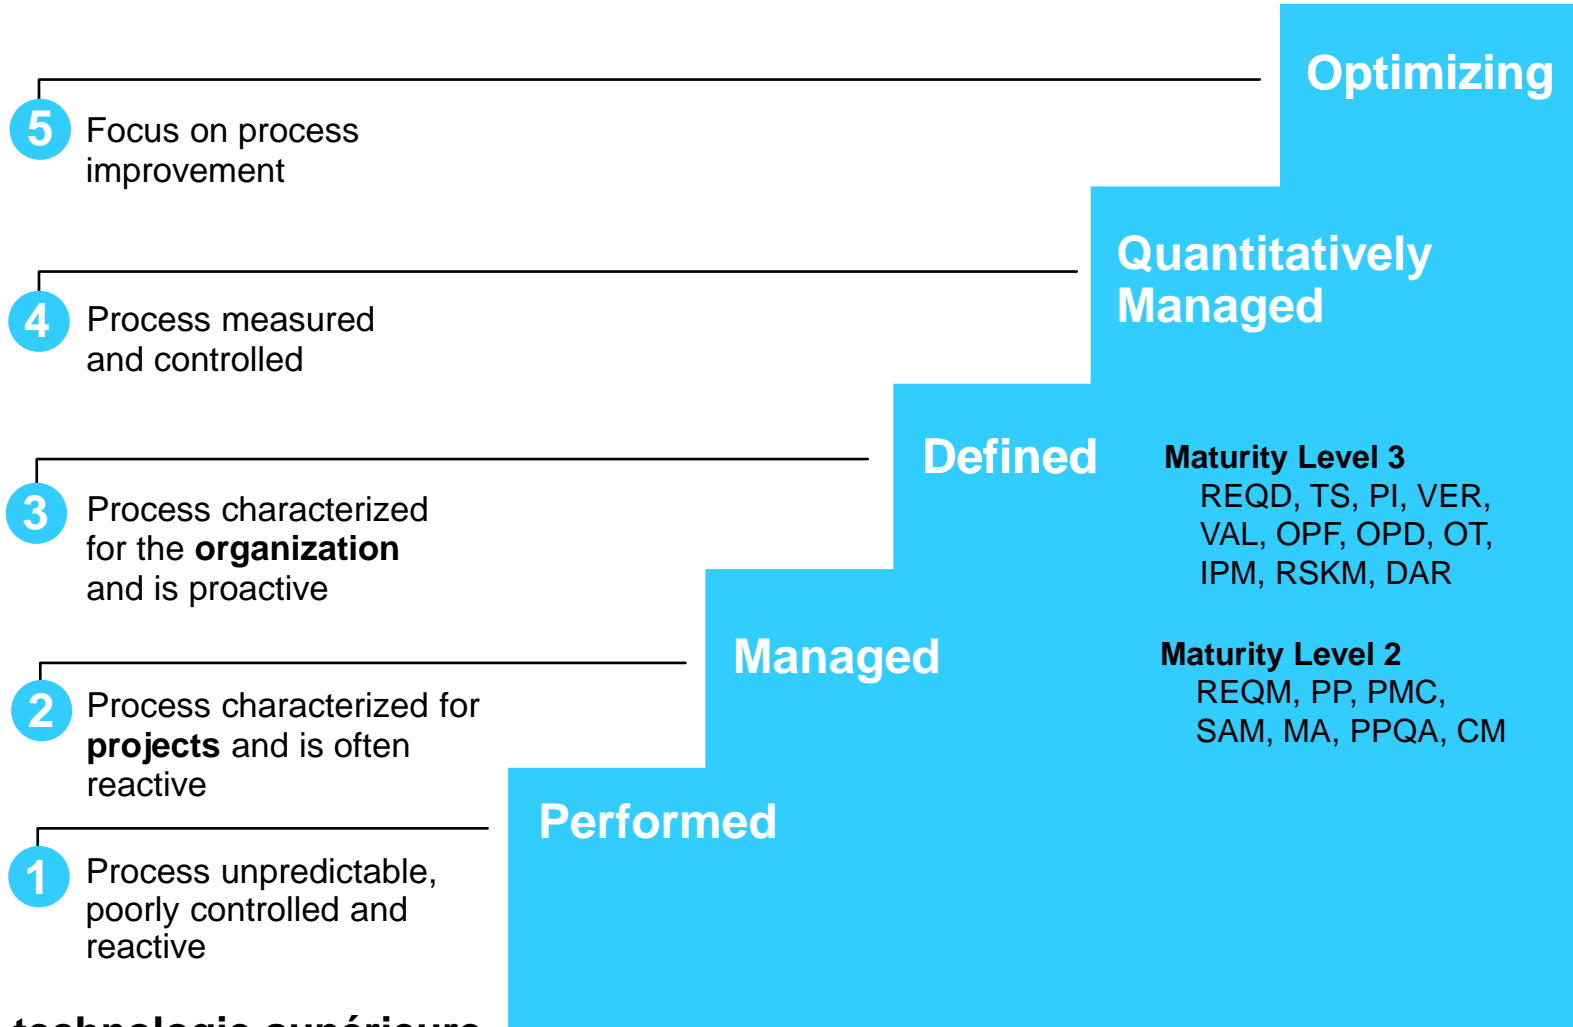 Optimizing
5
Focus on process
improvement
Quantitatively
Managed
4
Process measured
and controlled
Defined
Maturity Level 3
REQD, TS, PI, VER,
VAL, OPF, OPD, OT,
IPM, RSKM, DAR
3
Process characterized
for the organization
and is proactive
Managed
Maturity Level 2
REQM, PP, PMC,
SAM, MA, PPQA, CM
2
Process characterized for
projects and is often
reactive
Performed
1
Process unpredictable,
poorly controlled and
reactive
technologie supérieure